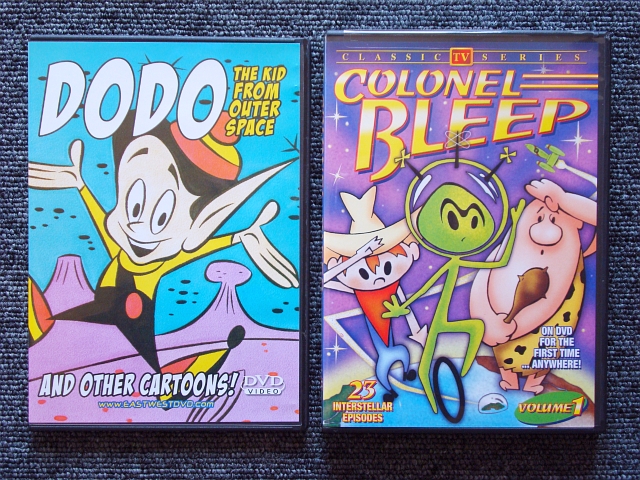 DODO
THE KID
FROM
OUTER
SPACE
AND OTHER CARTOONS!
DVD
VIDEO
WWW.EASTWESTDVD.COM
CLASSIC TV SERIES
COLONEL
BLEEP
ON DVD
FOR THE
FIRST TIME
...ANYWHERE!
23
INTERSTELLAR
EPISODES
VOLUME 1